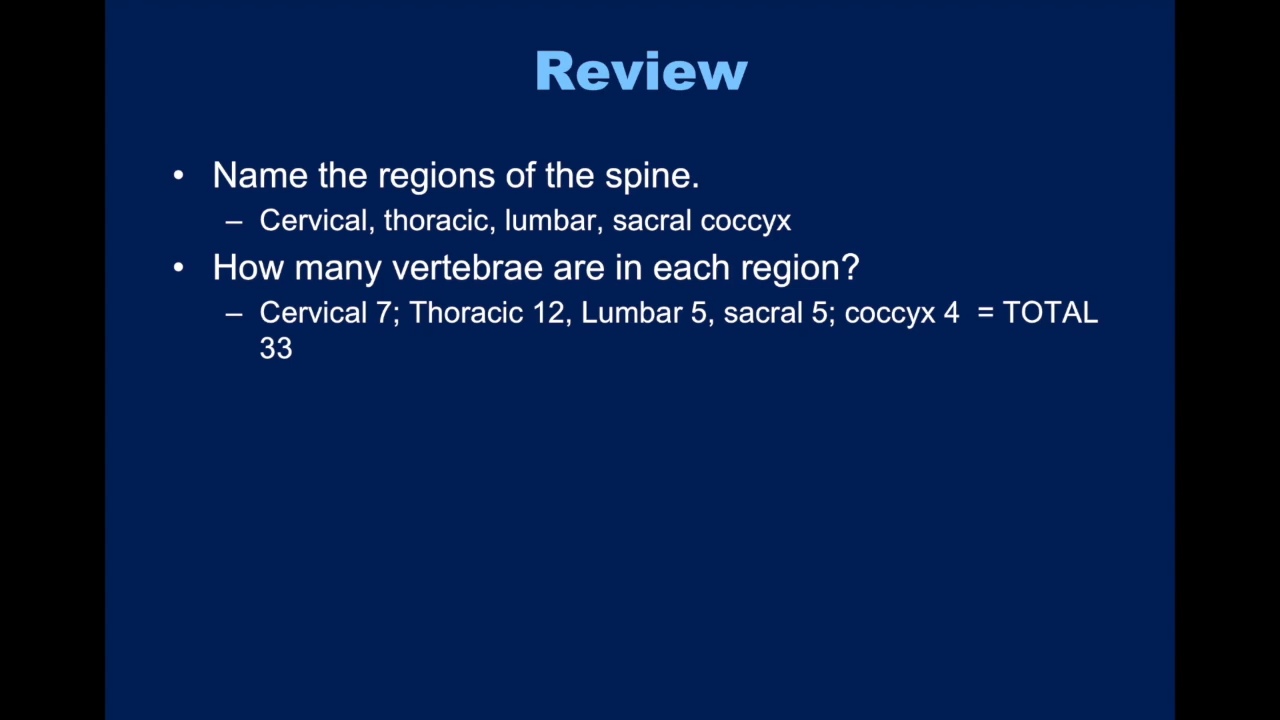 Review
• Name the regions of the spine.
– Cervical, thoracic, lumbar, sacral coccyx
• How many vertebrae are in each region?
– Cervical 7; Thoracic 12, Lumbar 5, sacral 5; coccyx 4 = TOTAL
33